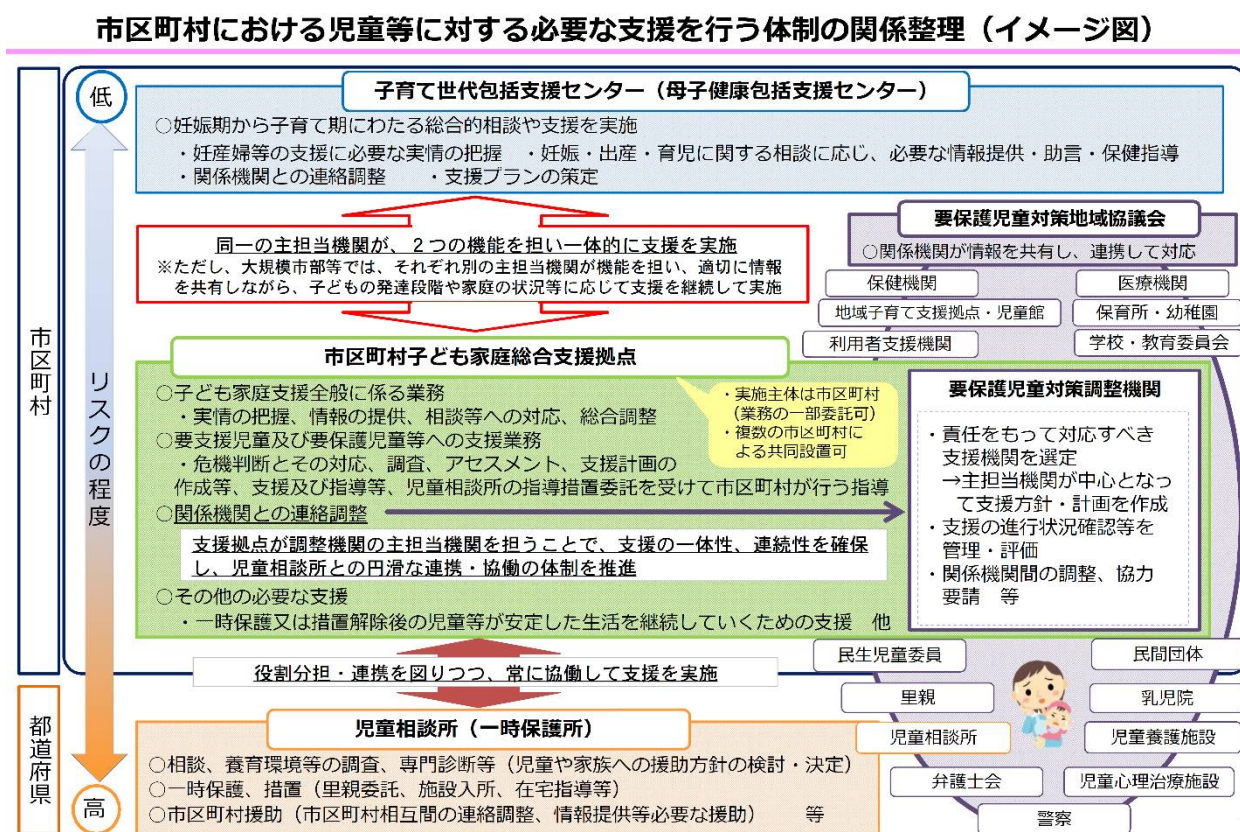 市区町村における児童等に対する必要な支援を行う体制の関係整理（イメージ図）
市区町村
都道府県
低
リスクの程度
高
子育て世代包括支援センター（母子健康包括支援センター）
○妊娠期から子育て期にわたる総合的相談や支援を実施
・妊産婦等の支援に必要な実情の把握　・妊娠・出産・育児に関する相談に応じ、必要な情報提供・助言・保健指導
・関係機関との連絡調整　・支援プランの策定
同一の主担当機関が、２つの機能を担い一体的に支援を実施
※ただし、大規模市部等では、それぞれ別の主担当機関が機能を担い、適切に情報
を共有しながら、子どもの発達段階や家庭の状況等に応じて支援を継続して実施
市区町村子ども家庭総合支援拠点
○子ども家庭支援全般に係る業務
・実情の把握、情報の提供、相談等への対応、総合調整
○要支援児童及び要保護児童等への支援業務
・危機判断とその対応、調査、アセスメント、支援計画の
作成等、支援及び指導等、児童相談所の指導措置委託を受けて市区町村が行う指導
○関係機関との連絡調整
支援拠点が調整機関の主担当機関を担うことで、支援の一体性、連続性を確保
し、児童相談所との円滑な連携・協働の体制を推進
○その他の必要な支援
・一時保護又は措置解除後の児童等が安定した生活を継続していくための支援　他
・実施主体は市区町村
（業務の一部委託可）
・複数の市区町村に
よる共同設置可
役割分担・連携を図りつつ、常に協働して支援を実施
児童相談所（一時保護所）
○相談、養育環境等の調査、専門診断等（児童や家族への援助方針の検討・決定）
○一時保護、措置（里親委託、施設入所、在宅指導等）
○市区町村援助（市区町村相互間の連絡調整、情報提供等必要な援助）　等
要保護児童対策地域協議会
○関係機関が情報を共有し、連携して対応
保健機関
医療機関
地域子育て支援拠点・児童館
保育所・幼稚園
利用者支援機関
学校・教育委員会
要保護児童対策調整機関
・責任をもって対応すべき
支援機関を選定
→主担当機関が中心となっ
て支援方針・計画を作成
・支援の進行状況確認等を
管理・評価
・関係機関間の調整、協力
要請　等
民生児童委員
民間団体
里親
乳児院
児童相談所
児童養護施設
弁護士会
児童心理治療施設
警察